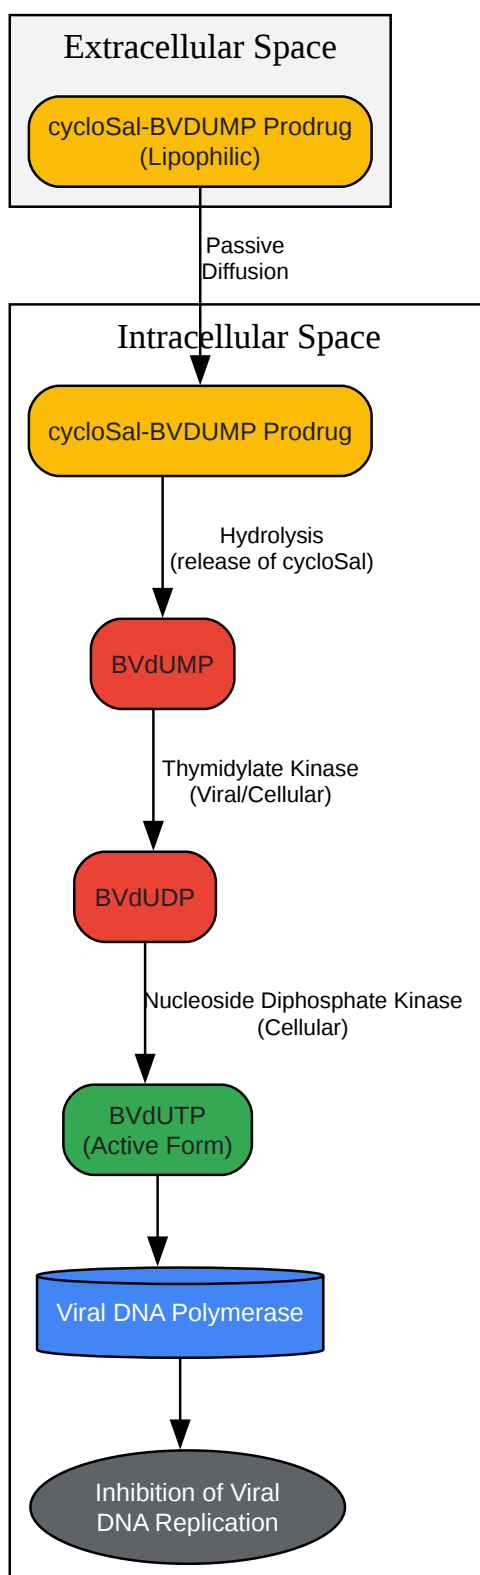 Extracellular Space
cycloSal-BVDUMP Prodrug
(Lipophilic)
Passive
Diffusion
Intracellular Space
cycloSal-BVDUMP Prodrug
Hydrolysis
(release of cycloSal)
BVdUMP
Thymidylate Kinase
(Viral/Cellular)
BVdUDP
Nucleoside Diphosphate Kinase
(Cellular)
BVdUTP
(Active Form)
Viral DNA Polymerase
Inhibition of Viral
DNA Replication